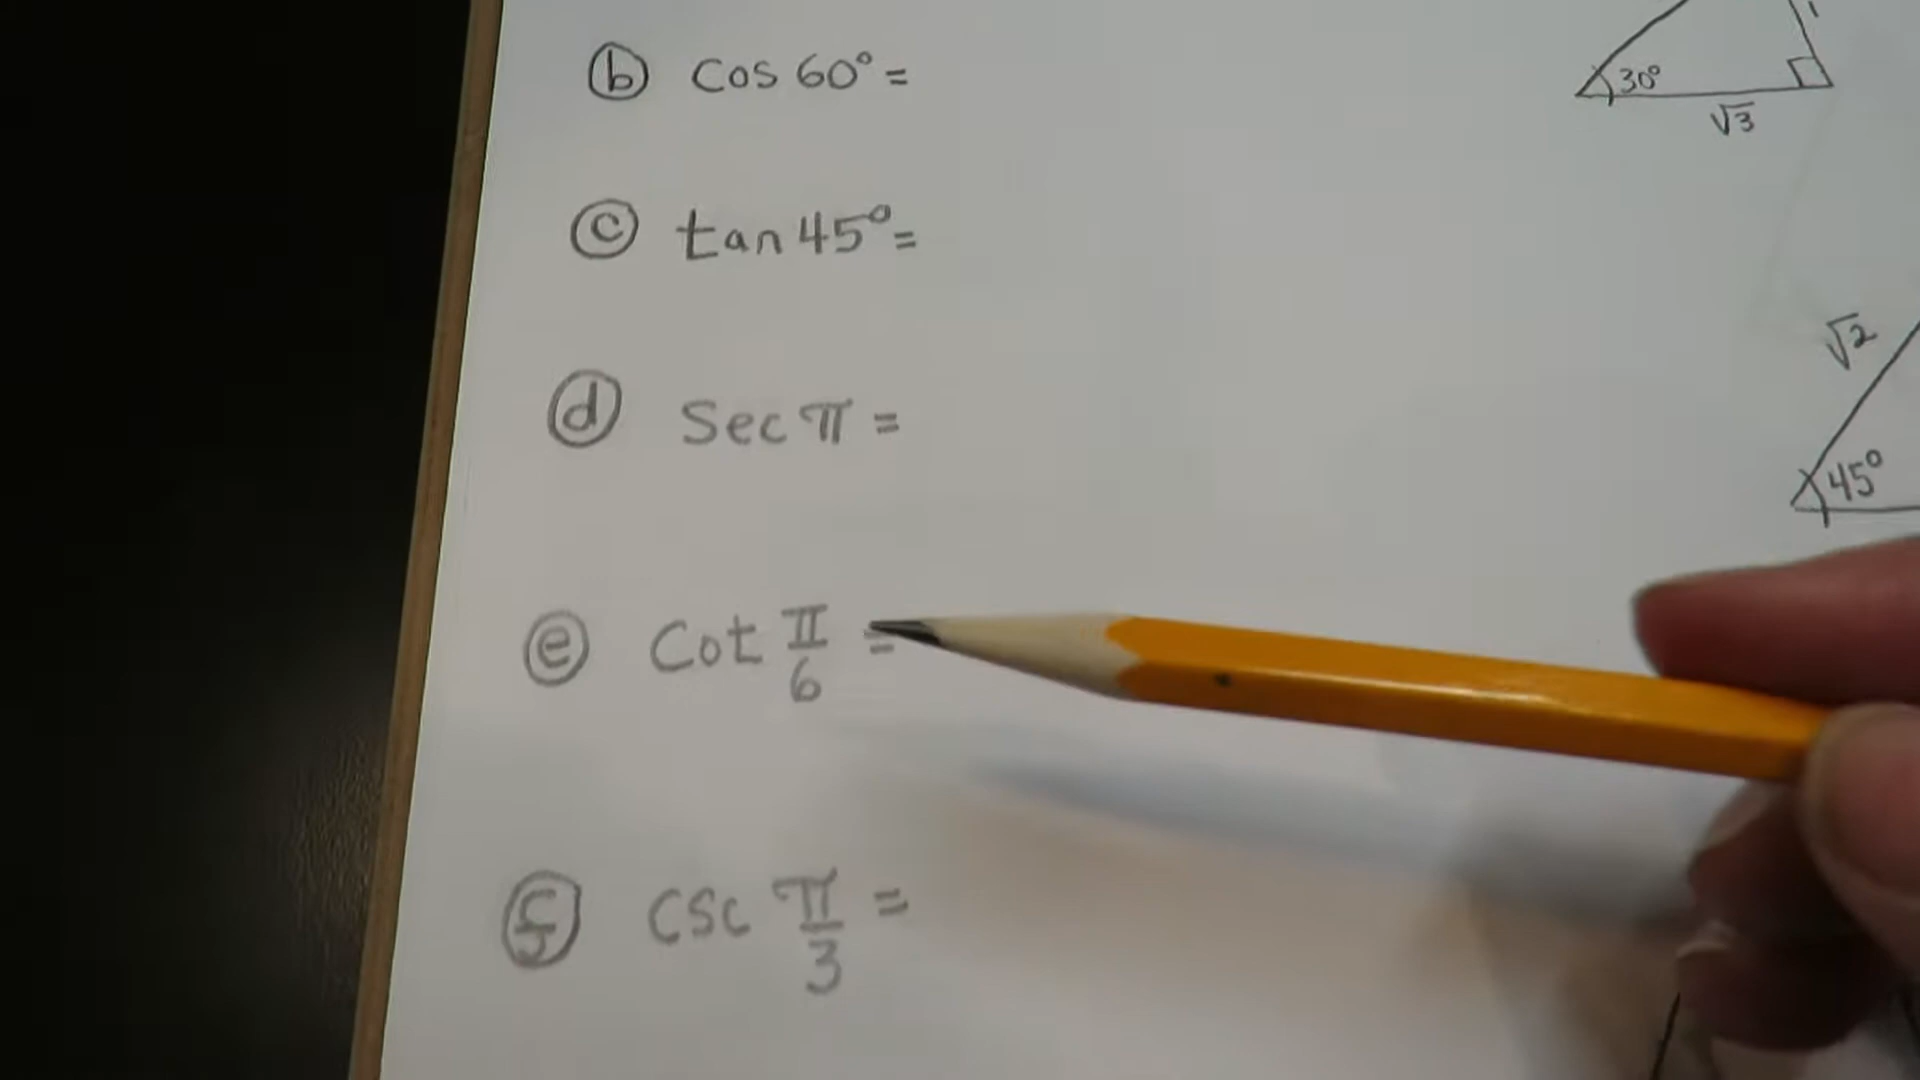 ⓑ cos 60° =
30°
√3
ⓒ tan 45° =
√2
ⓓ Sec π =
45°
ⓔ Cot π/6 =
ⓕ CSC π/3 =